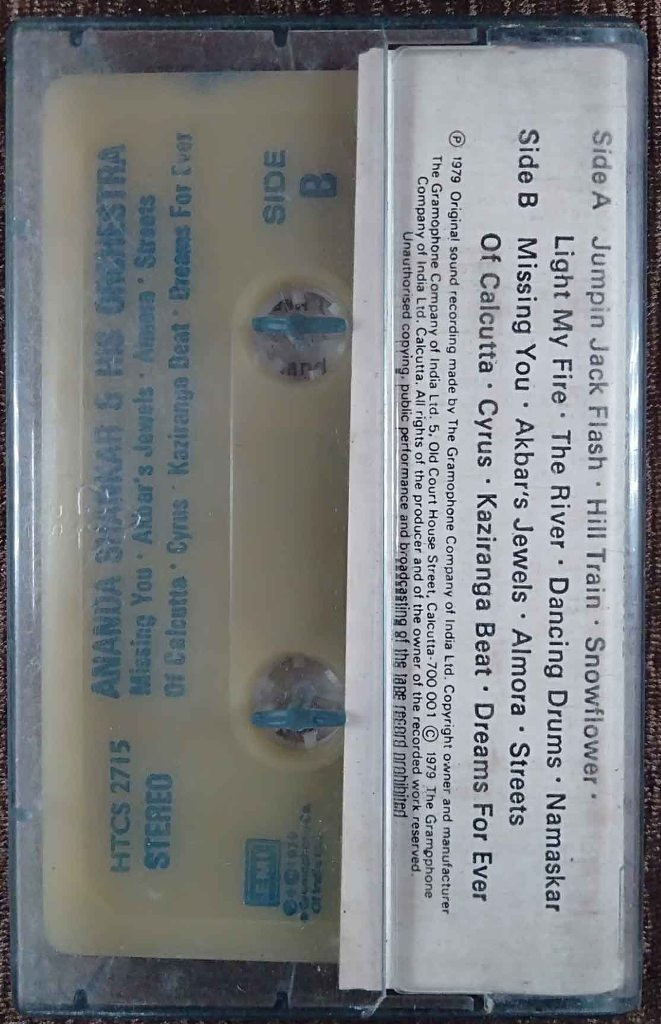 Side A Jumpin Jack Flash · Hill Train · Snowflower ·
Light My Fire · The River · Dancing Drums · Namaskar
Side B Missing You · Akbar's Jewels · Almora · Streets
Of Calcutta · Cyrus · Kaziranga Beat · Dreams For Ever
℗ 1979 Original sound recording made by The Gramophone Company of India Ltd. Copyright owner and manufacturer
The Gramophone Company of India Ltd. 5, Old Court House Street, Calcutta-700 001 © 1979 The Gramophone
Company of India Ltd. Calcutta. All rights of the producer and of the owner of the recorded work reserved.
Unauthorised copying, public performance and broadcasting of the tape record prohibited
SIDE
B
ANANDA SHANKAR & HIS ORCHESTRA
Missing You · Akbar's Jewels · Almora · Streets
Of Calcutta · Cyrus · Kaziranga Beat · Dreams For Ever
HTCS 2715
STEREO
EMI